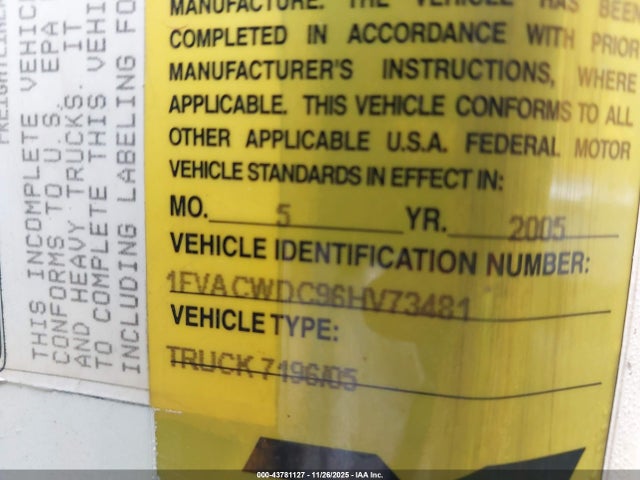 MANUFACTURE. THE VEHICLE HAS BEEN
COMPLETED IN ACCORDANCE WITH PRIOR
MANUFACTURER'S INSTRUCTIONS, WHERE
APPLICABLE. THIS VEHICLE CONFORMS TO ALL
OTHER APPLICABLE U.S.A. FEDERAL MOTOR
VEHICLE STANDARDS IN EFFECT IN:
MO. 5 YR. 2005
VEHICLE IDENTIFICATION NUMBER:
1FVACWDC96HV73481
VEHICLE TYPE:
TRUCK 7196/05
THIS INCOMPLETE VEHIC
CONFORMS TO U.S. EPA
AND HEAVY TRUCKS. IT
TO COMPLETE THIS VEHI
INCLUDING LABELING FO
FREIGHTLINER
000-43781127 - 11/26/2025 - IAA Inc.